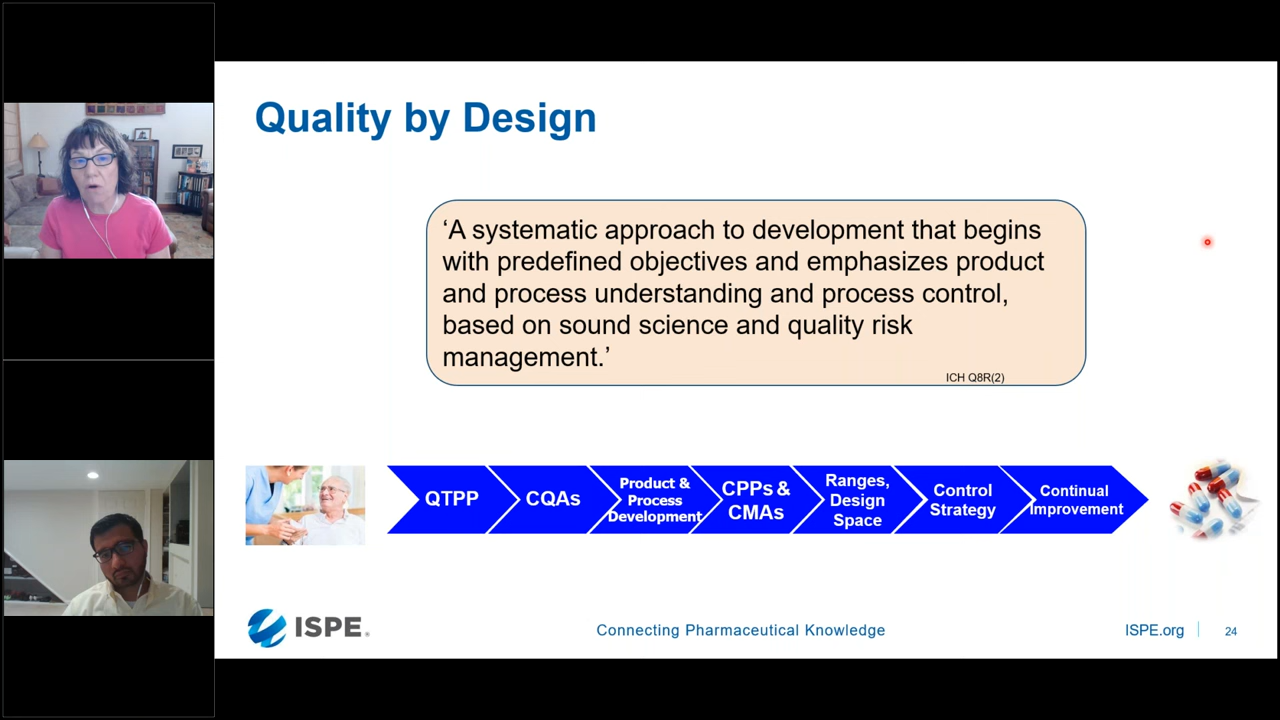 Quality by Design
‘A systematic approach to development that begins
with predefined objectives and emphasizes product
and process understanding and process control,
based on sound science and quality risk
management.’
ICH Q8R(2)
QTPP
CQAs
Product &
Process
Development
CPPs &
CMAs
Ranges,
Design
Space
Control
Strategy
Continual
Improvement
ISPE®
Connecting Pharmaceutical Knowledge
ISPE.org
24